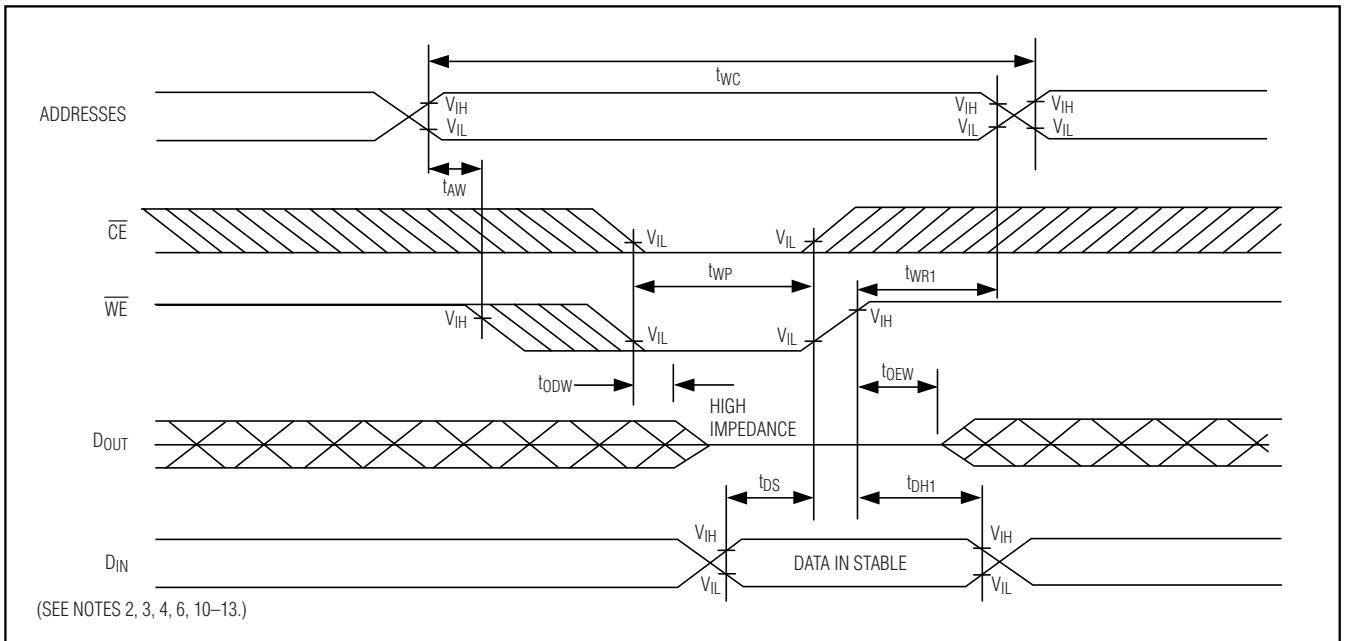 tWC
ADDRESSES
VIH
VIL
VIH
VIL
tAW
CE
VIL
VIL
tWP
tWR1
WE
VIH
VIL
VIL
VIH
tODW
tOEW
HIGH
IMPEDANCE
DOUT
tDS
tDH1
VIH
VIH
DIN
DATA IN STABLE
VIL
VIL
(SEE NOTES 2, 3, 4, 6, 10–13.)